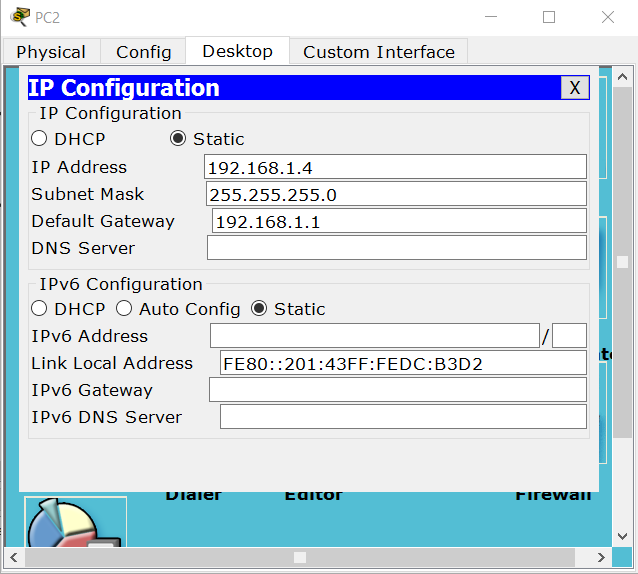 PC2
Physical Config Desktop Custom Interface
IP Configuration X
IP Configuration
DHCP Static
IP Address 192.168.1.4
Subnet Mask 255.255.255.0
Default Gateway 192.168.1.1
DNS Server
IPv6 Configuration
DHCP Auto Config Static
IPv6 Address /
Link Local Address FE80::201:43FF:FEDC:B3D2
IPv6 Gateway
IPv6 DNS Server
Dialer Editor Firewall